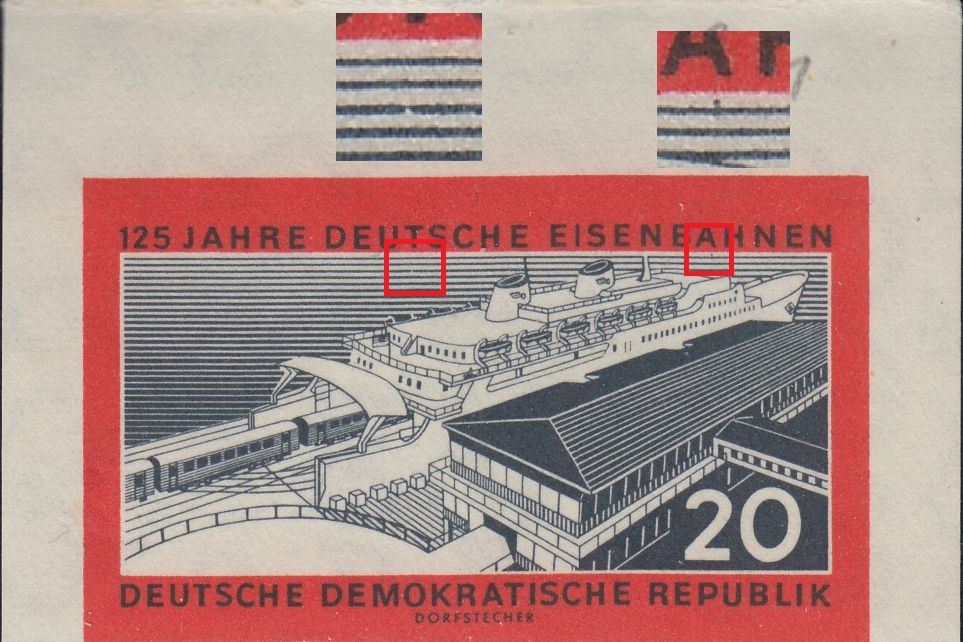 125 JAHRE DEUTSCHE EISENBAHNEN
20
DEUTSCHE DEMOKRATISCHE REPUBLIK
DORFSTECHER